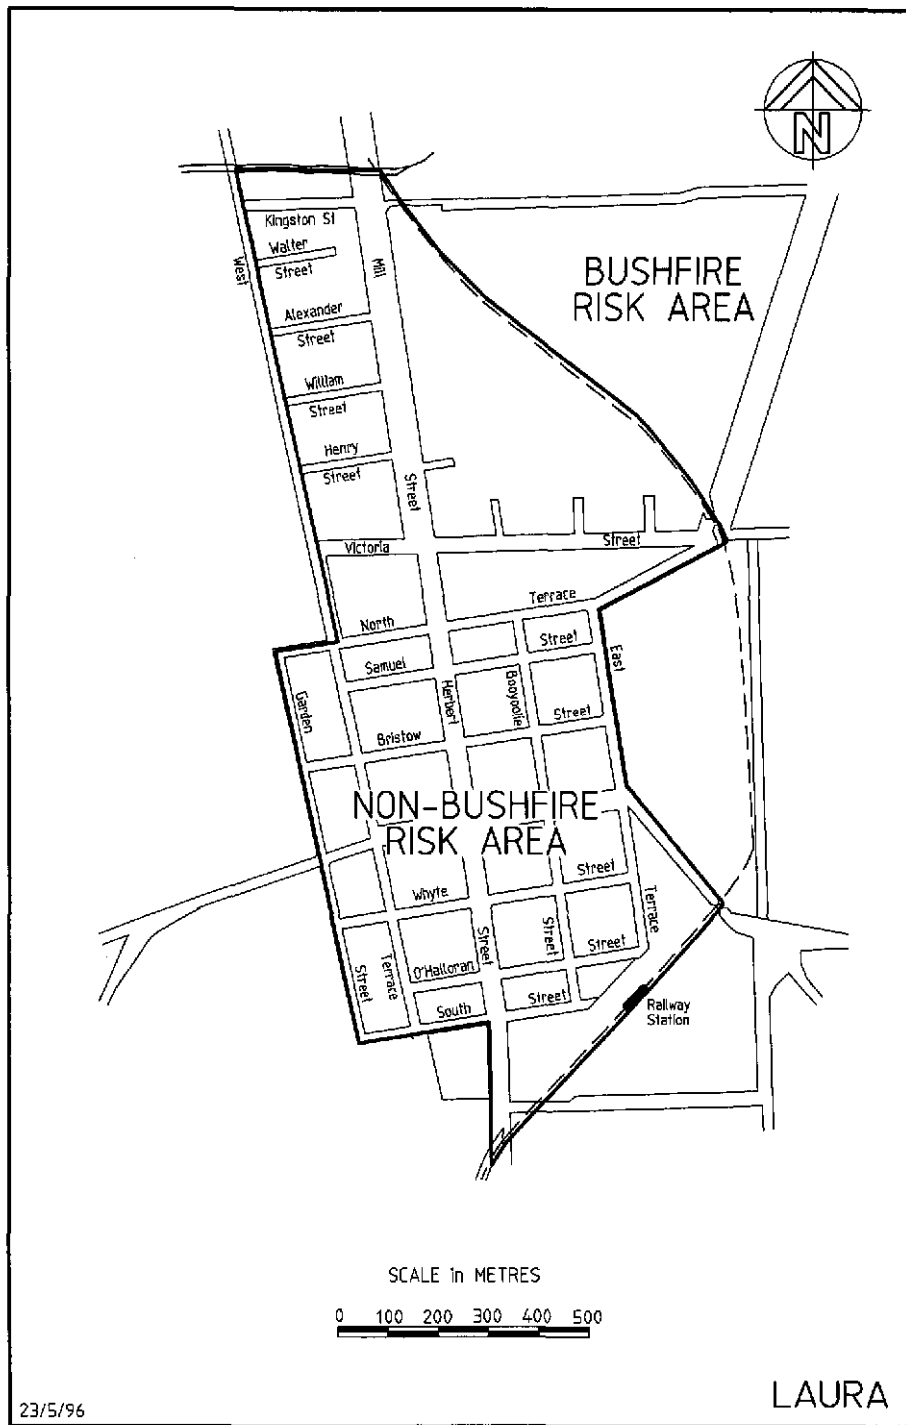 N
Kingston St
Walter
Street
West
Mill
BUSHFIRE
RISK AREA
Alexander
Street
William
Street
Henry
Street
Street
Victoria
Street
Terrace
North
Street
Samuel
East
Garden
Herbert
Booyoolie
Street
Bristow
NON-BUSHFIRE
RISK AREA
Street
Whyte
Terrace
Street
Street
Street
Street
Terrace
O'Halloran
Street
South
Railway
Station
SCALE in METRES
0 100 200 300 400 500
LAURA
23/5/96